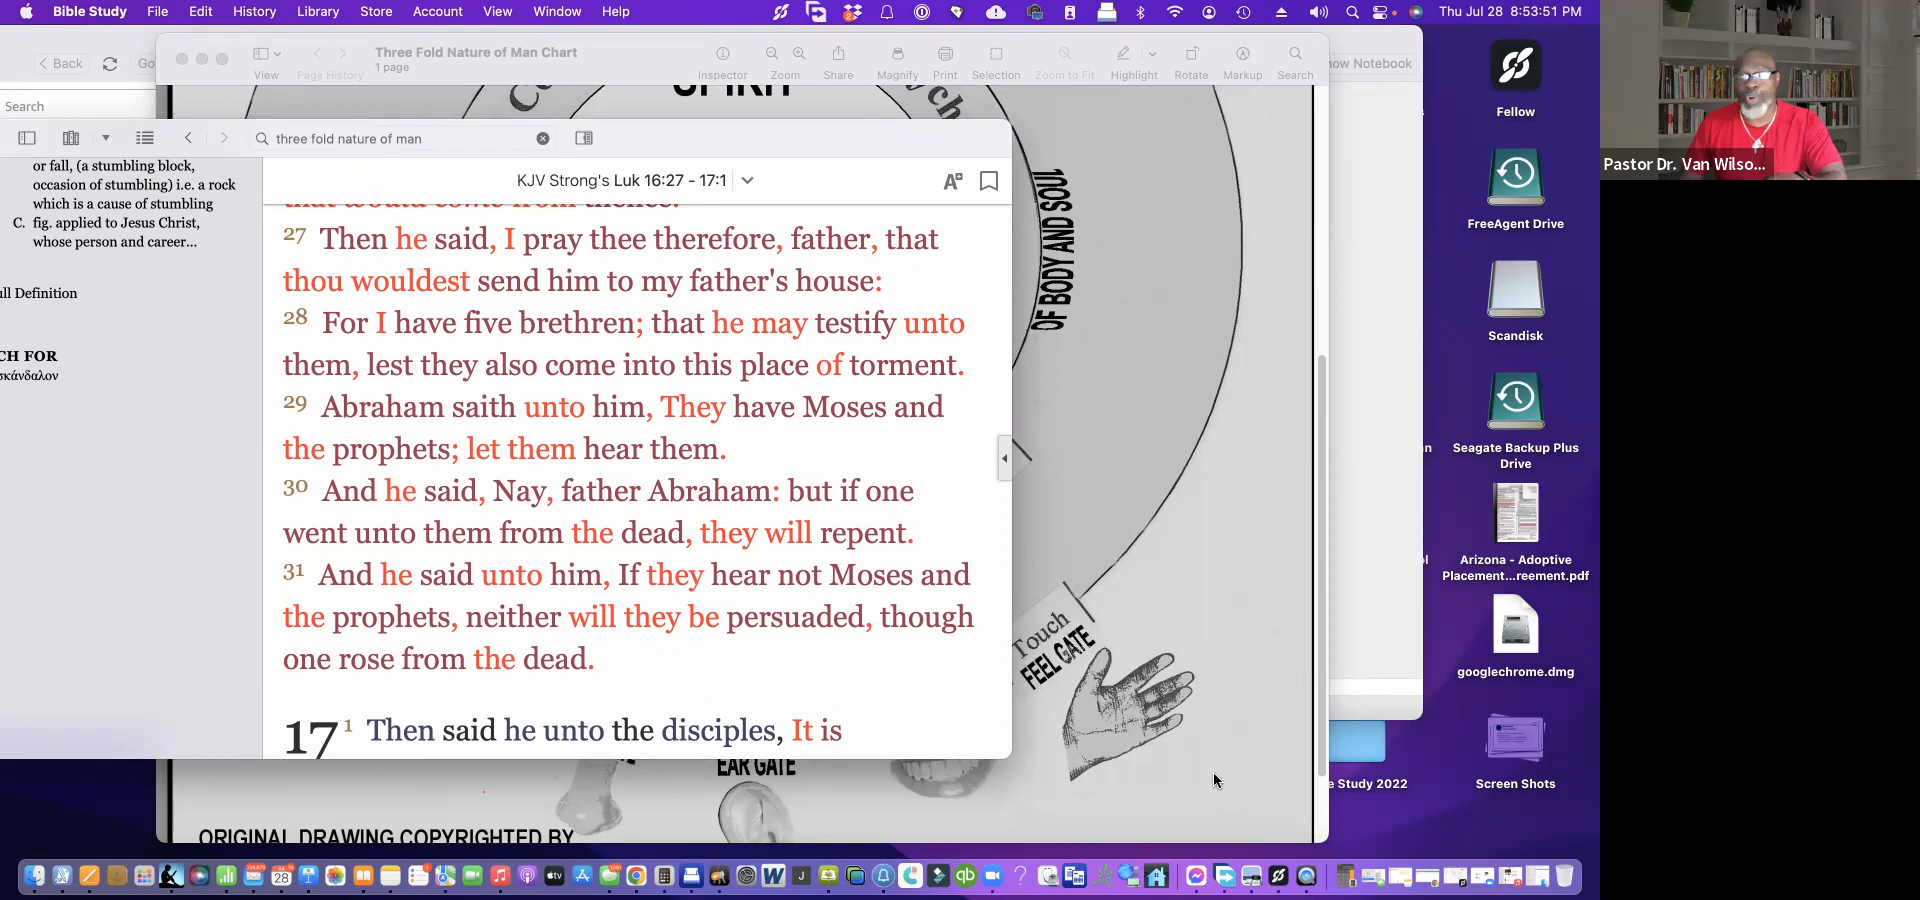 Bible Study File Edit History Library Store Account View Window Help Thu Jul 28 8:53:51 PM
Three Fold Nature of Man Chart
1 page
Back Go
View Page History Inspector Zoom Share Magnify Print Selection Zoom to Fit Highlight Rotate Markup Search
ow Notebook
Search
SPIRIT
three fold nature of man
or fall, (a stumbling block,
occasion of stumbling) i.e. a rock
which is a cause of stumbling
C. fig. applied to Jesus Christ,
whose person and career...
ull Definition
CH FOR
σκάνδαλον
KJV Strong's Luk 16:27 - 17:1
that would come from thence.
27 Then he said, I pray thee therefore, father, that
thou wouldest send him to my father's house:
28 For I have five brethren; that he may testify unto
them, lest they also come into this place of torment.
29 Abraham saith unto him, They have Moses and
the prophets; let them hear them.
30 And he said, Nay, father Abraham: but if one
went unto them from the dead, they will repent.
31 And he said unto him, If they hear not Moses and
the prophets, neither will they be persuaded, though
one rose from the dead.
17 1 Then said he unto the disciples, It is
OF BODY AND SOUL
Touch
FEEL GATE
EAR GATE
ORIGINAL DRAWING COPYRIGHTED BY
Fellow
FreeAgent Drive
Scandisk
Seagate Backup Plus
Drive
Arizona - Adoptive
Placement...reement.pdf
googlechrome.dmg
e Study 2022
Screen Shots
Pastor Dr. Van Wilso...